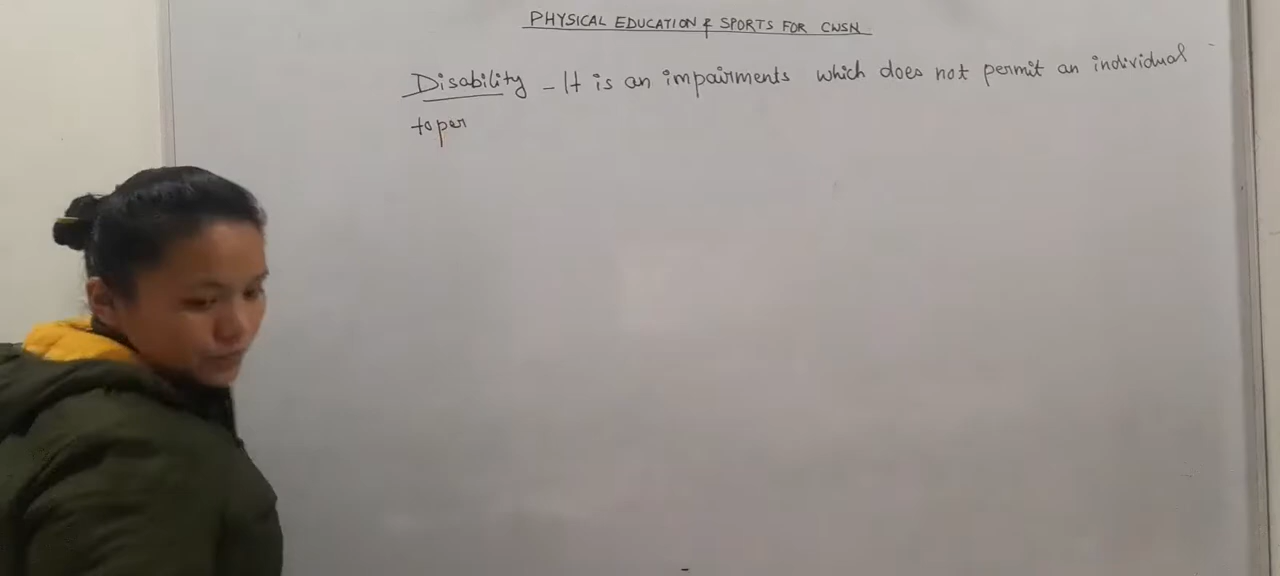 PHYSICAL EDUCATION & SPORTS FOR CWSN
Disability - It is an impairments which does not permit an individual
to per